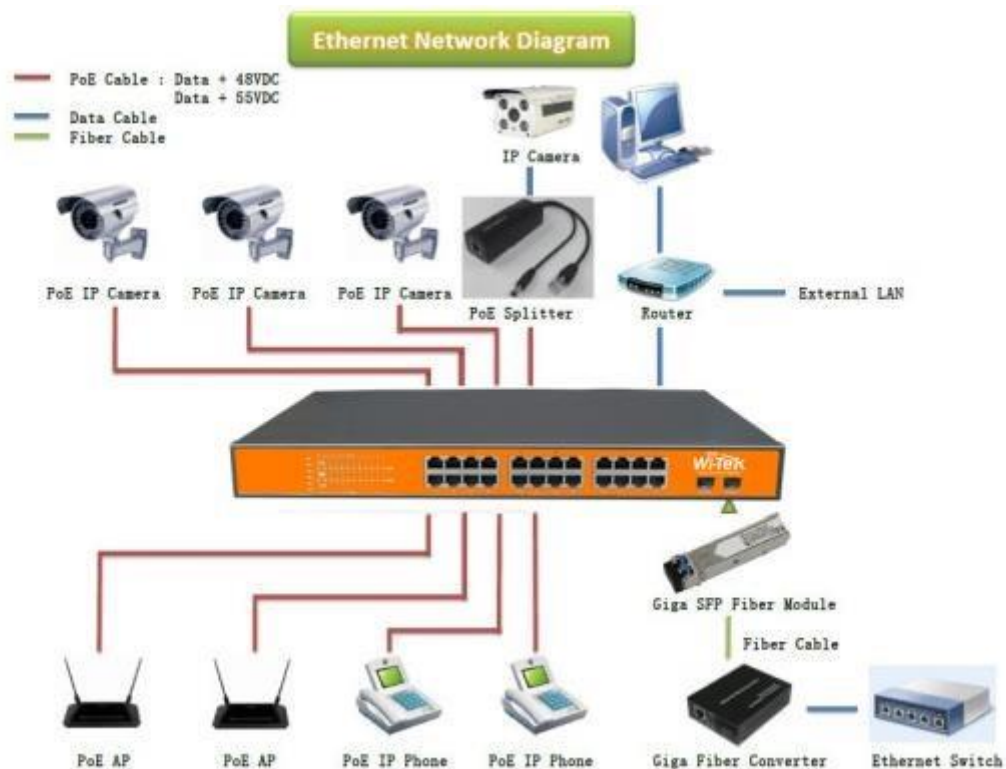 Ethernet Network Diagram
PoE Cable : Data + 48VDC
Data + 55VDC
Data Cable
Fiber Cable
IP Camera
PoE IP Camera
PoE IP Camera
PoE IP Camera
PoE Splitter
Router
External LAN
Wi-Tek
Giga SFP Fiber Module
Fiber Cable
PoE AP
PoE AP
PoE IP Phone
PoE IP Phone
Giga Fiber Converter
Ethernet Switch